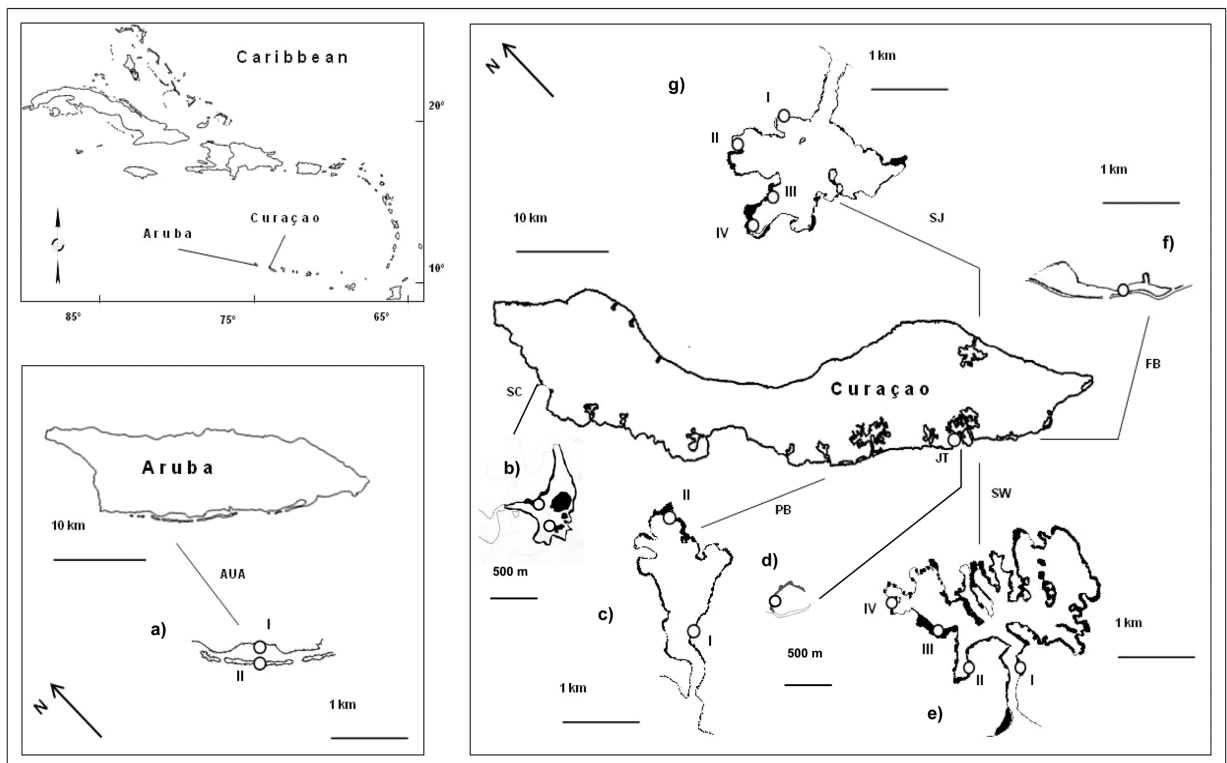 Caribbean
20°
Curaçao
Aruba
10°
85°
75°
65°
Aruba
10 km
AUA
a)
I
II
N
1 km
N
g)
1 km
I
II
III
IV
10 km
SJ
1 km
f)
FB
Curaçao
SC
JT
b)
500 m
PB
II
I
c)
1 km
d)
500 m
SW
IV
III
II
I
1 km
e)